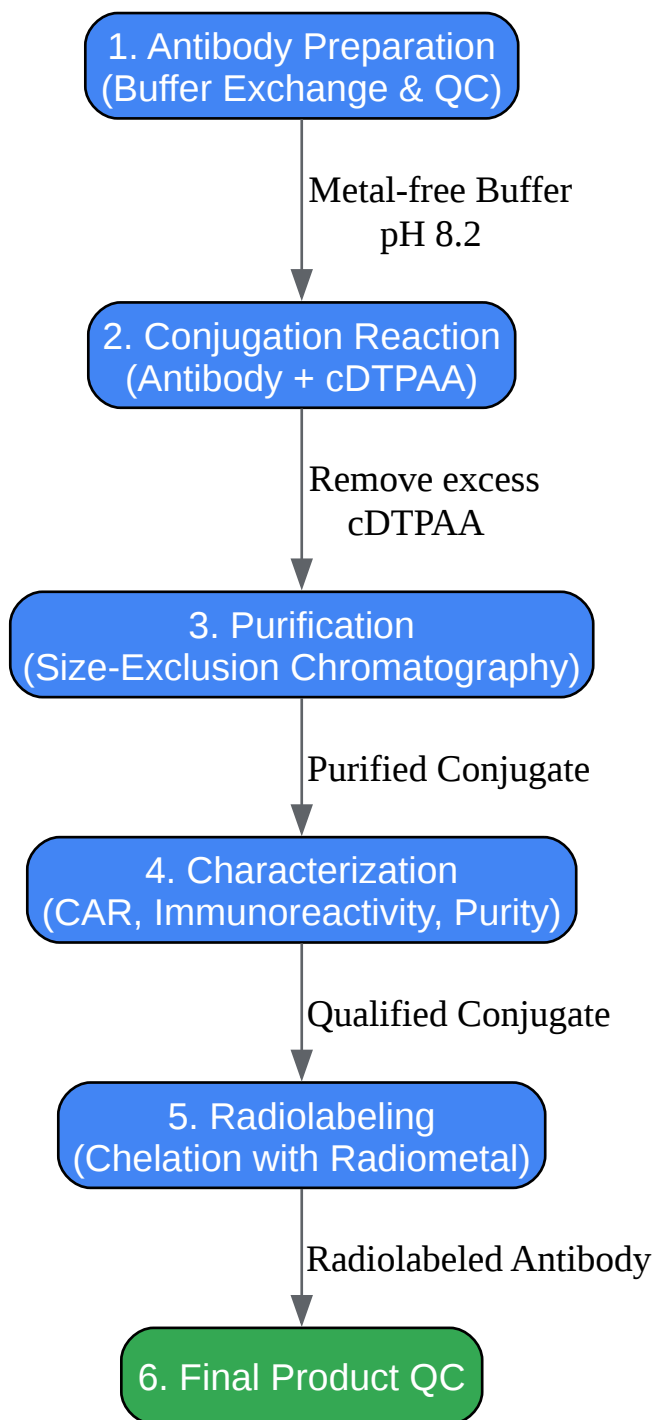 1. Antibody Preparation
(Buffer Exchange & QC)
Metal-free Buffer
pH 8.2
2. Conjugation Reaction
(Antibody + cDTPAA)
Remove excess
cDTPAA
3. Purification
(Size-Exclusion Chromatography)
Purified Conjugate
4. Characterization
(CAR, Immunoreactivity, Purity)
Qualified Conjugate
5. Radiolabeling
(Chelation with Radiometal)
Radiolabeled Antibody
6. Final Product QC